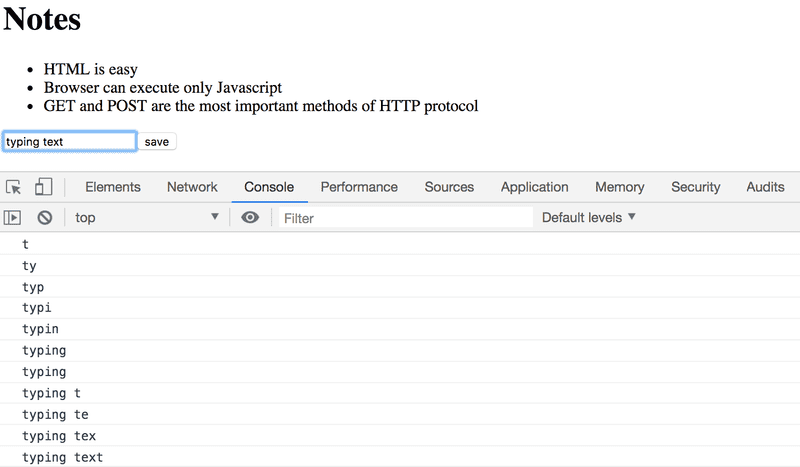 Notes
• HTML is easy
• Browser can execute only Javascript
• GET and POST are the most important methods of HTTP protocol
typing text save
Elements Network Console Performance Sources Application Memory Security Audits
top Filter Default levels
t
ty
typ
typi
typin
typing
typing
typing t
typing te
typing tex
typing text